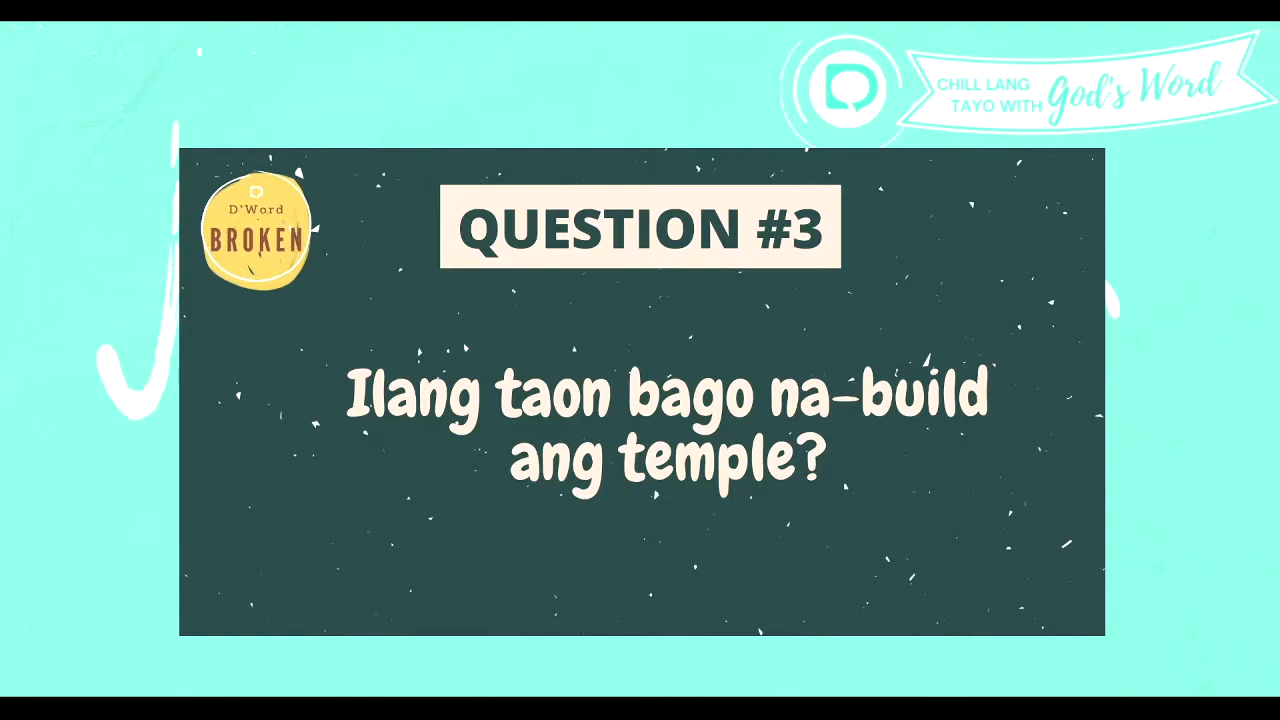 CHILL LANG
TAYO WITH God's Word
D'Word
BROKEN
QUESTION #3
Ilang taon bago na-build
ang temple?